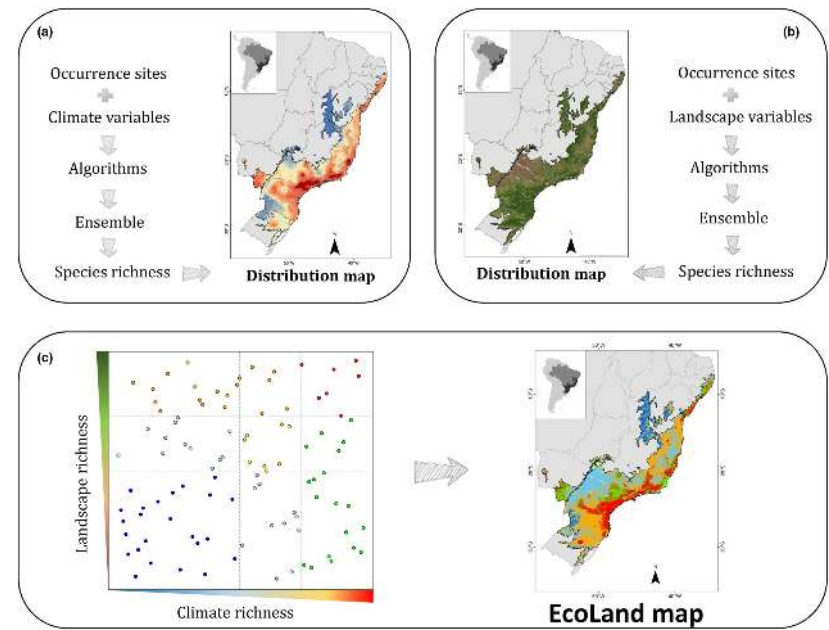 (a)
Occurrence sites
Climate variables
Algorithms
Ensemble
Species richness
Distribution map
(b)
Occurrence sites
Landscape variables
Algorithms
Ensemble
Species richness
Distribution map
(c)
Landscape richness
Climate richness
EcoLand map